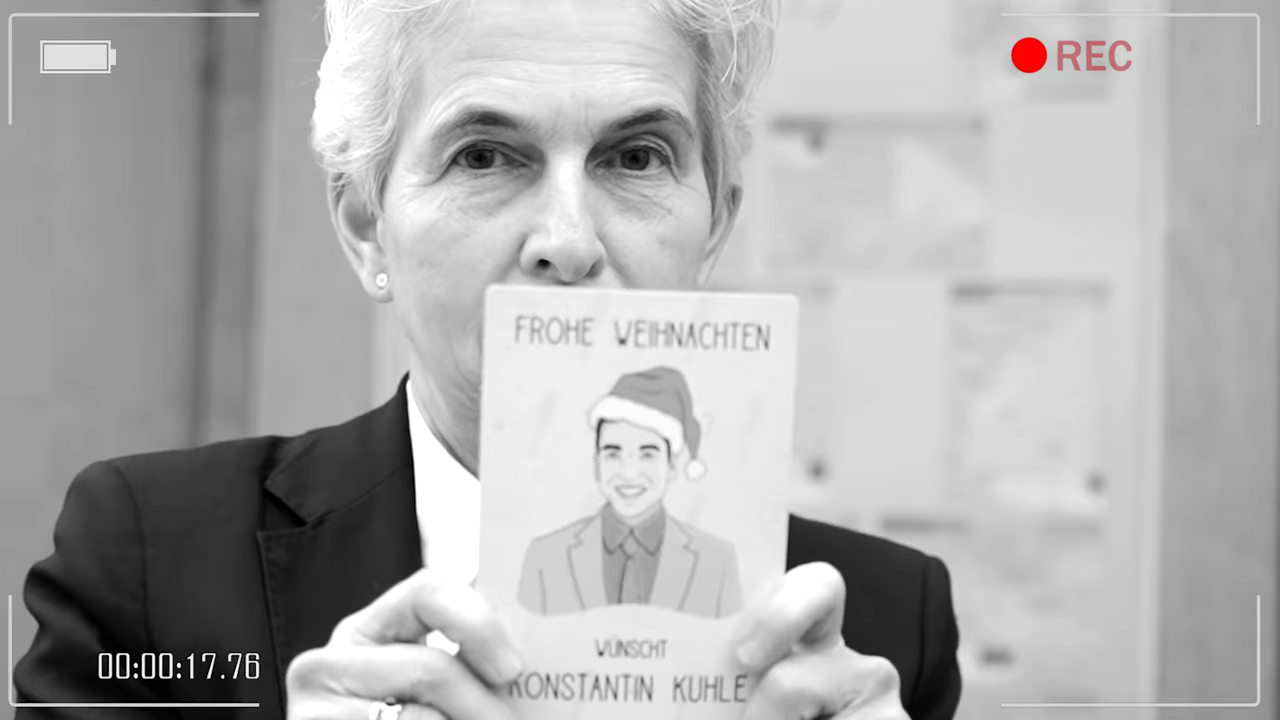 REC
FROHE WEIHNACHTEN
WÜNSCHT
KONSTANTIN KUHLE
00:00:17.76